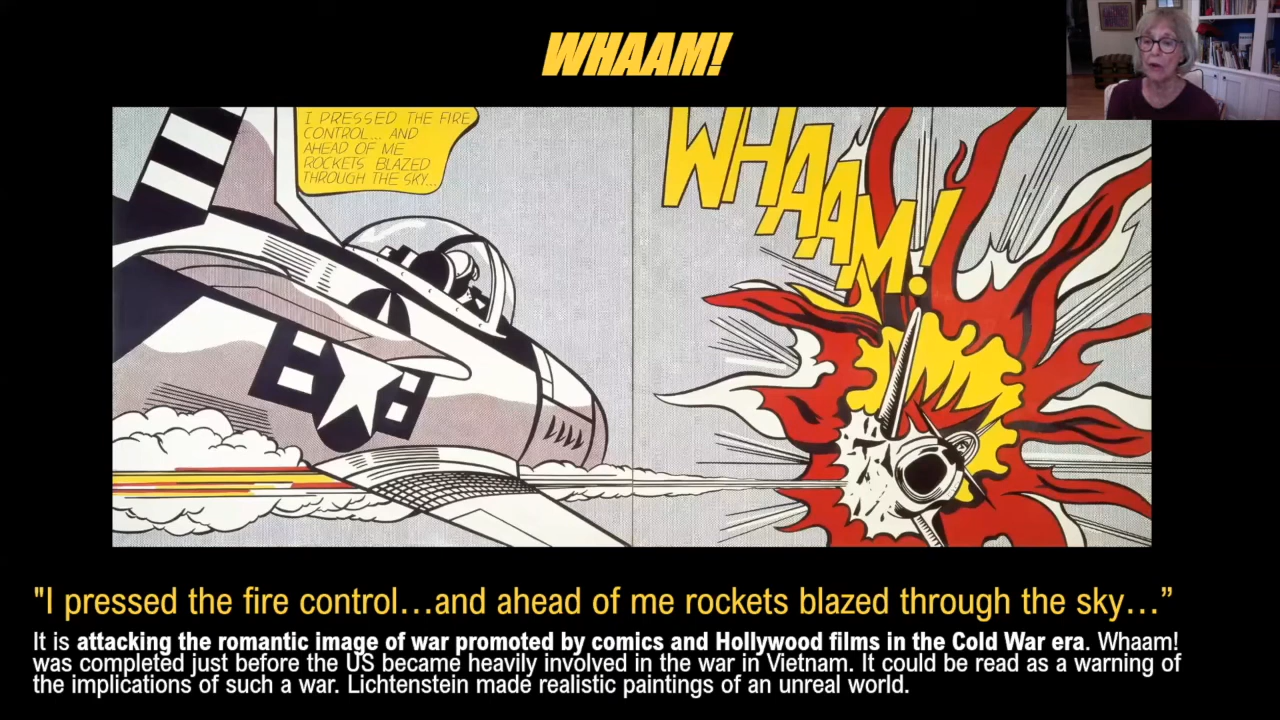 WHAAM!
I PRESSED THE FIRE
CONTROL... AND
AHEAD OF ME
ROCKETS BLAZED
THROUGH THE SKY...
WHAAM!
"I pressed the fire control…and ahead of me rockets blazed through the sky…”
It is attacking the romantic image of war promoted by comics and Hollywood films in the Cold War era. Whaam!
was completed just before the US became heavily involved in the war in Vietnam. It could be read as a warning of
the implications of such a war. Lichtenstein made realistic paintings of an unreal world.